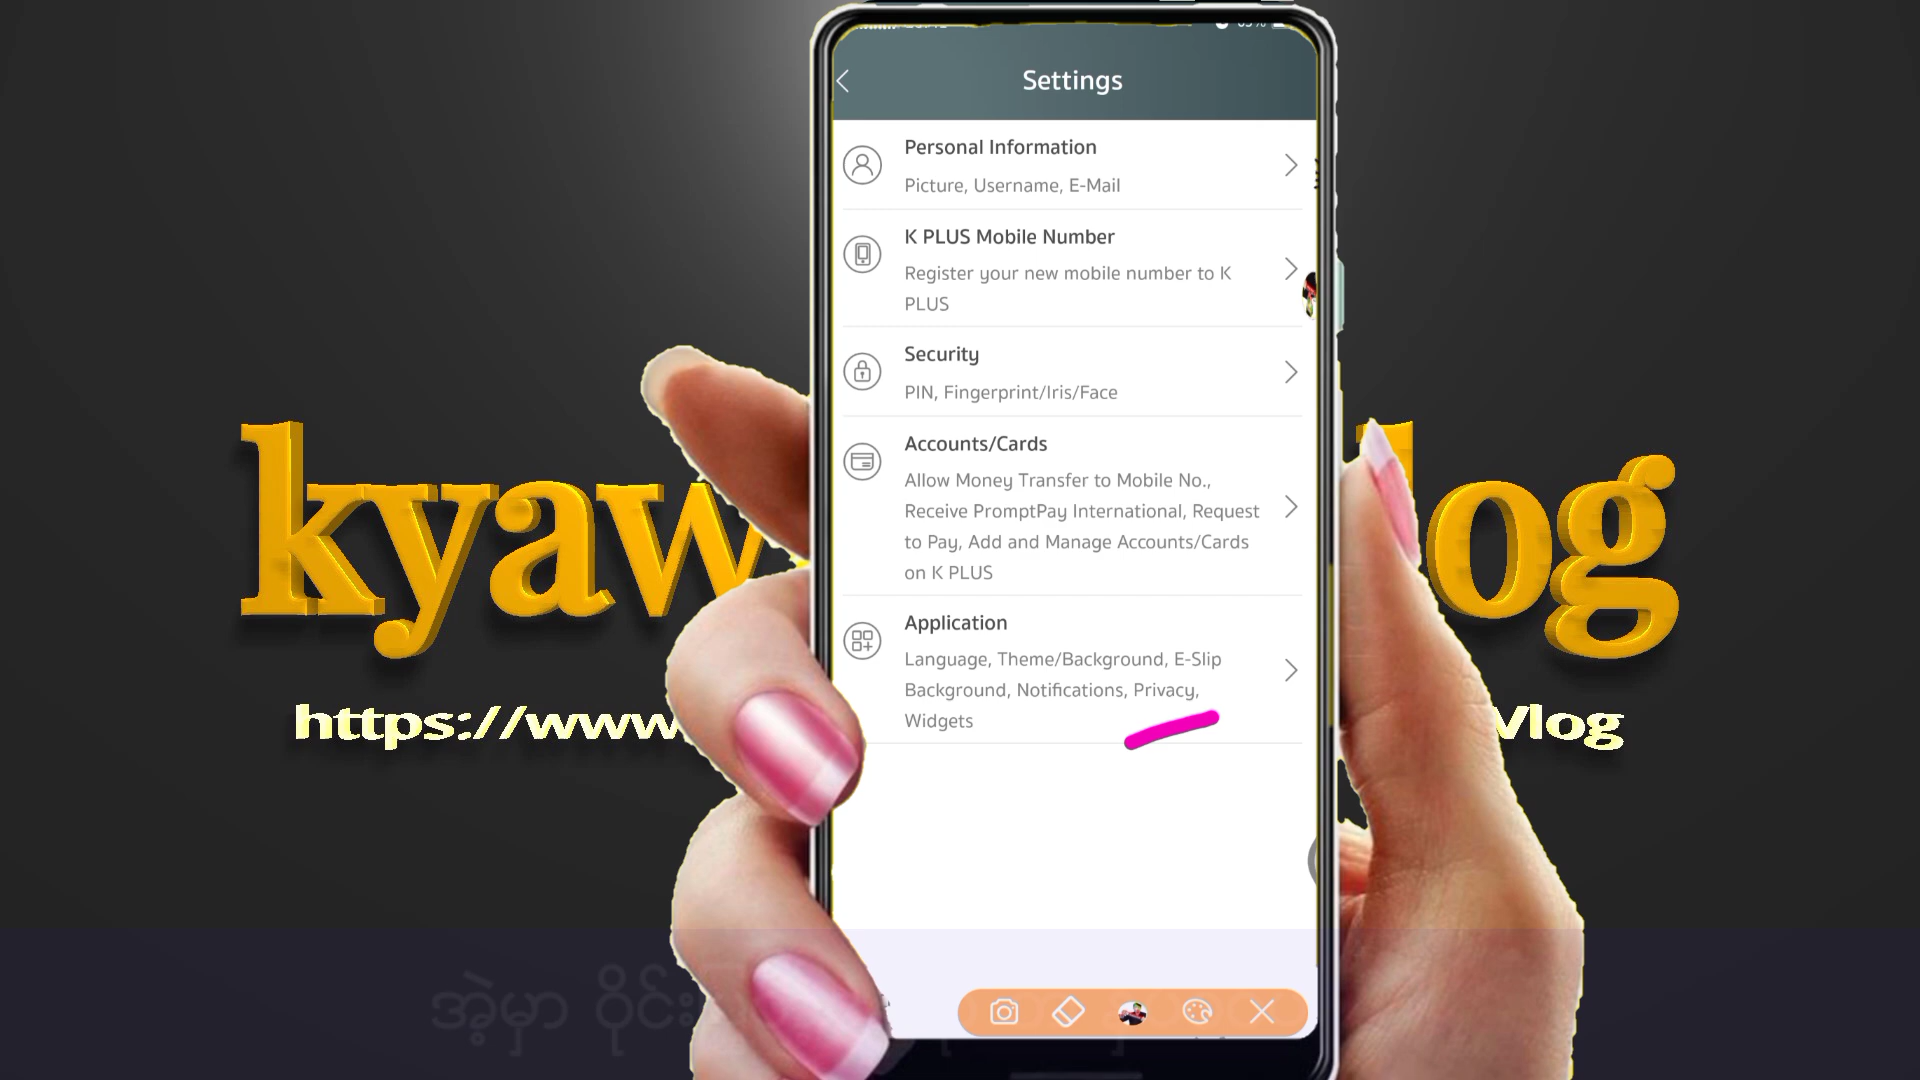 Settings
Personal Information
Picture, Username, E-Mail
K PLUS Mobile Number
Register your new mobile number to K
PLUS
Security
PIN, Fingerprint/Iris/Face
Accounts/Cards
Allow Money Transfer to Mobile No.,
Receive PromptPay International, Request
to Pay, Add and Manage Accounts/Cards
on K PLUS
Application
Language, Theme/Background, E-Slip
Background, Notifications, Privacy,
Widgets
kyaw log
https://www Vlog
အဲ့မှာ